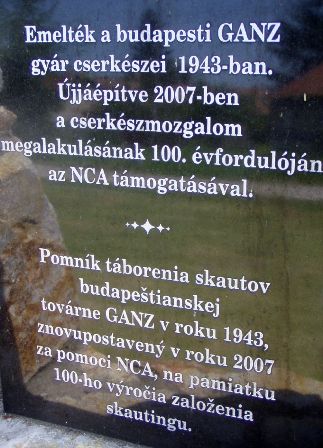 Emelték a budapesti GANZ
gyár cserkészei 1943-ban.
Újjáépítve 2007-ben
a cserkészmozgalom
megalakulásának 100. évfordulóján
az NCA támogatásával.
Pomník táborenia skautov
budapeštianskej
továrne GANZ v roku 1943,
znovupostavený v roku 2007
za pomoci NCA, na pamiatku
100-ho výročia založenia
skautingu.